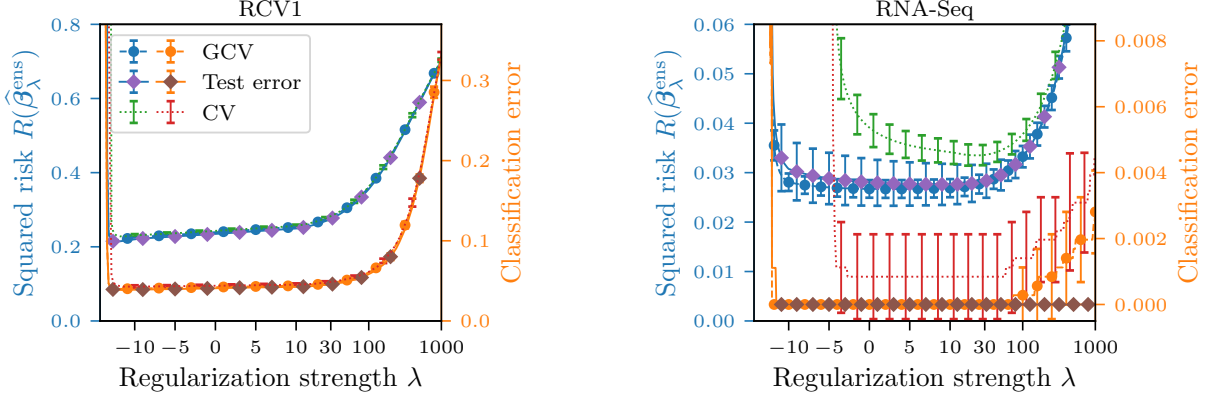 RCV1
0.8
0.6
0.4
0.2
0.0
Squared risk R(β̂_λ^ens)
GCV
Test error
CV
0.3
0.2
0.1
0.0
Classification error
−10 −5 0 5 10 30 100 1000
Regularization strength λ
RNA-Seq
0.06
0.05
0.04
0.03
0.02
0.01
0.00
Squared risk R(β̂_λ^ens)
0.008
0.006
0.004
0.002
0.000
Classification error
−10 −5 0 5 10 30 100 1000
Regularization strength λ